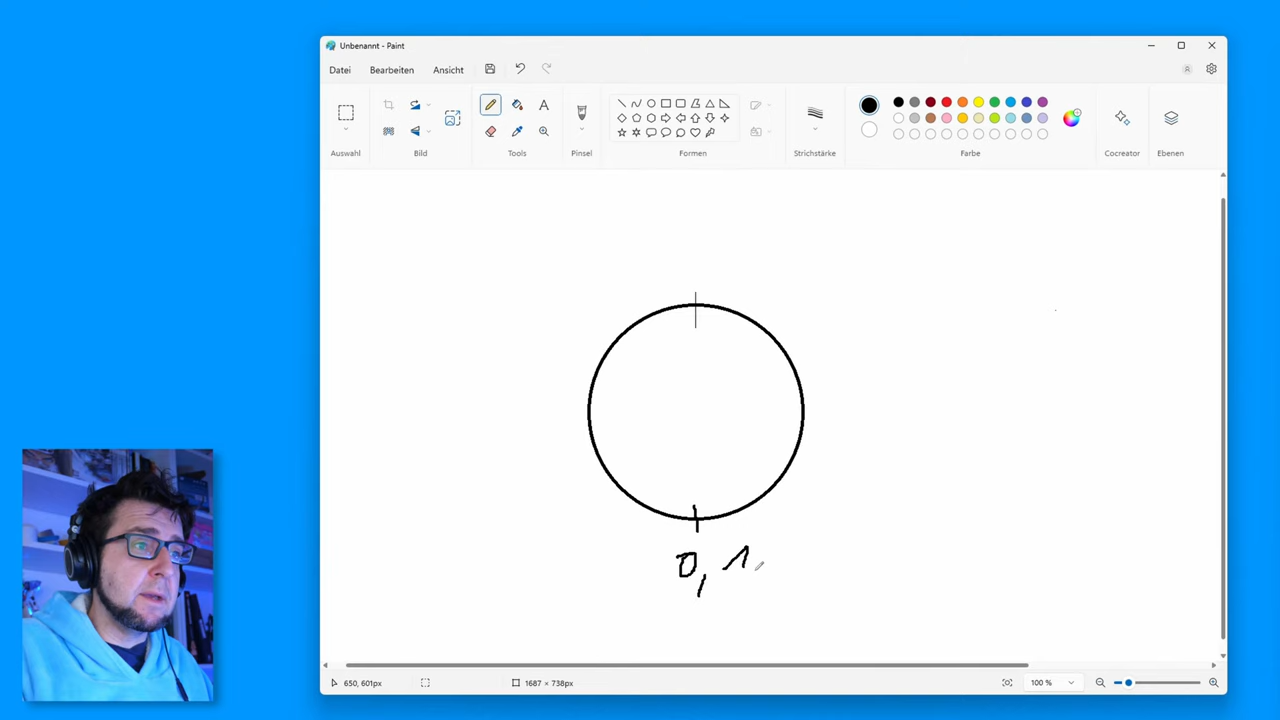 Unbenannt - Paint
Datei Bearbeiten Ansicht
A
Auswahl Bild Tools Pinsel Formen Strichstärke Farbe Cocreator Ebenen
0, 1
650, 601px 1687 × 738px 100 %